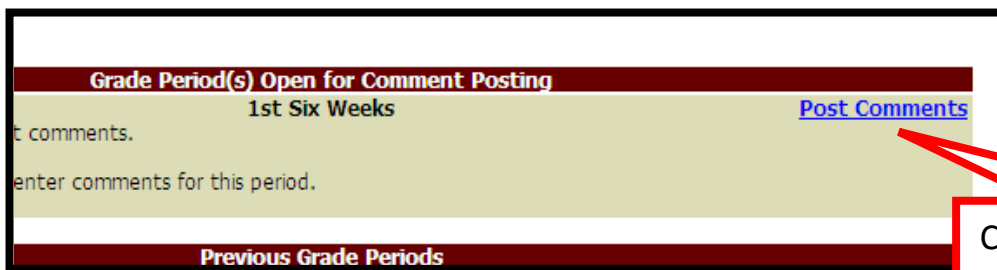 Grade Period(s) Open for Comment Posting
1st Six Weeks Post Comments
t comments.
enter comments for this period.
Previous Grade Periods